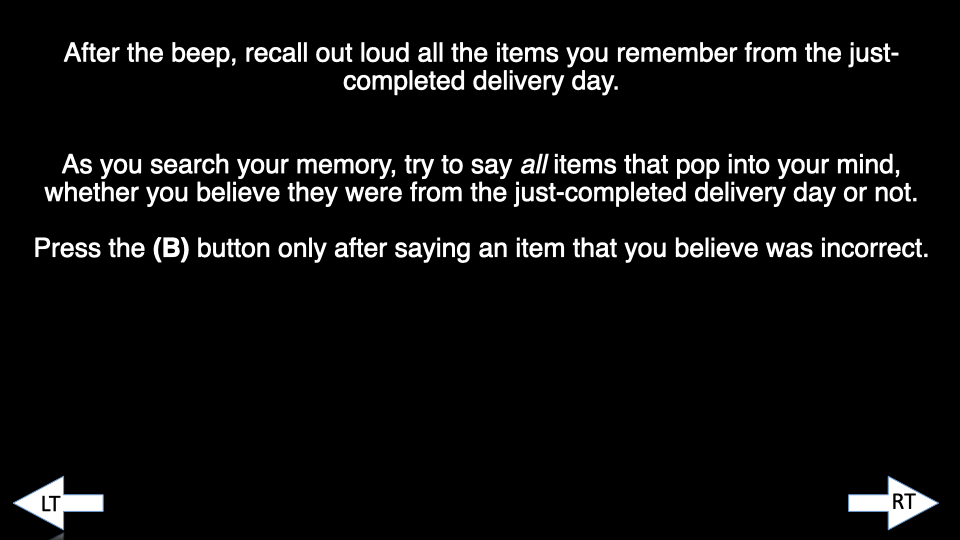 After the beep, recall out loud all the items you remember from the just-
completed delivery day.
As you search your memory, try to say all items that pop into your mind,
whether you believe they were from the just-completed delivery day or not.
Press the (B) button only after saying an item that you believe was incorrect.
LT
RT